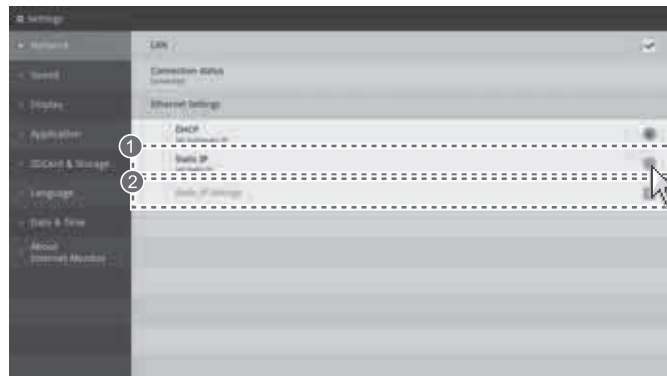 Settings
Network
LAN
Connection status
Connected
Sound
Display
Ethernet Settings
Application
DHCP
1
Static IP
SDCard & Storage
2
Language
Static IP Settings
Date & Time
About
Internet Monitor